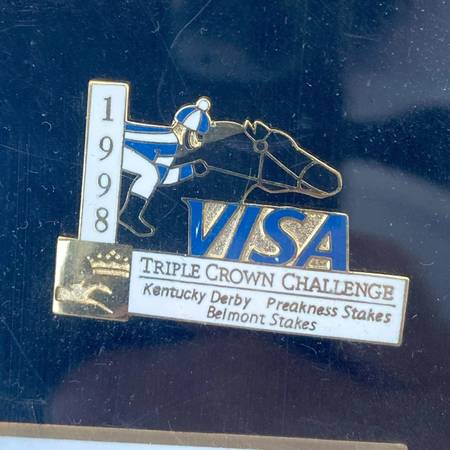 1998
VISA
TRIPLE CROWN CHALLENGE
Kentucky Derby Preakness Stakes
Belmont Stakes